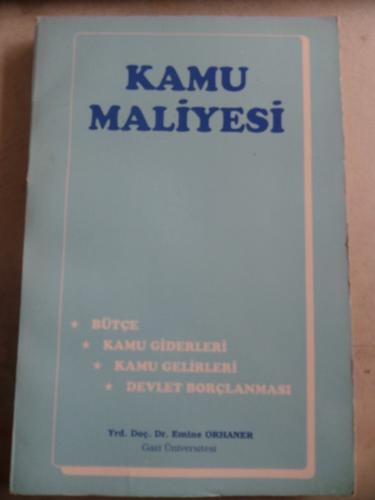 KAMU
MALİYESİ
★ BÜTÇE
★ KAMU GİDERLERİ
★ KAMU GELİRLERİ
★ DEVLET BORÇLANMASI
Yrd. Doç. Dr. Emine ORHANER
Gazi Üniversitesi